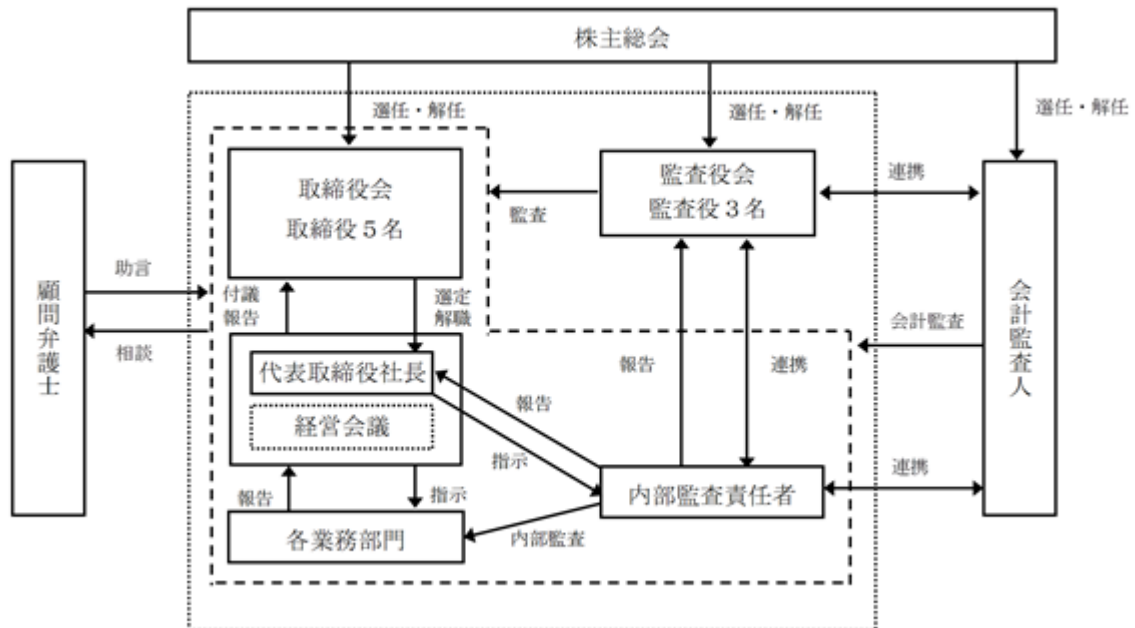 株主総会
選任・解任
選任・解任
選任・解任
取締役会
取締役５名
監査役会
監査役３名
連携
監査
顧問弁護士
助言
相談
付議
報告
選定
解職
会計監査人
会計監査
代表取締役社長
経営会議
報告
連携
報告
指示
報告
指示
内部監査責任者
連携
各業務部門
内部監査